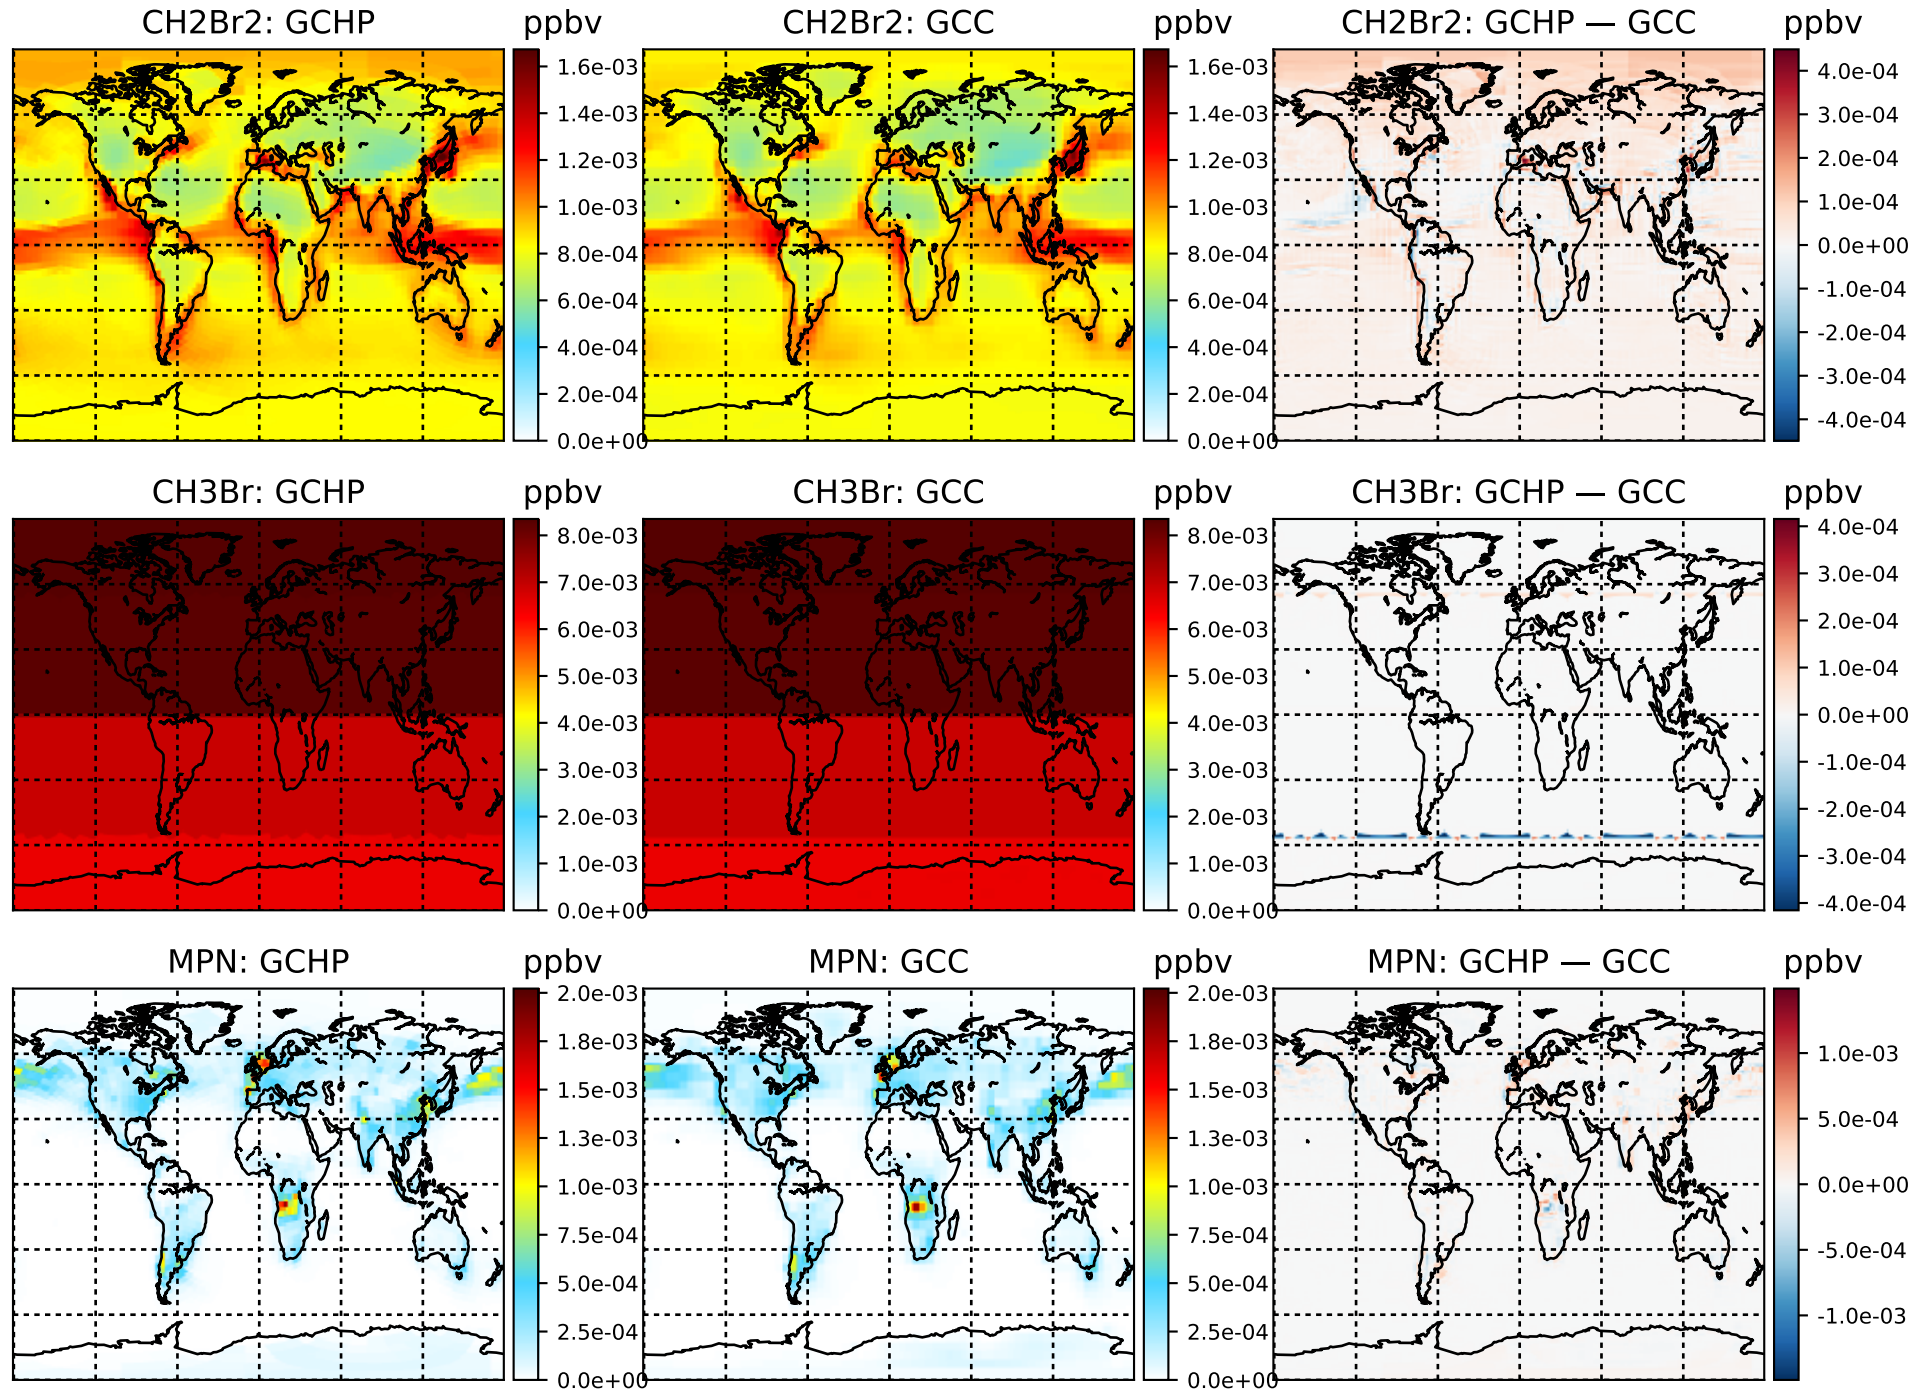 CH2Br2: GCHP
ppbv
CH2Br2: GCC
ppbv
CH2Br2: GCHP — GCC
ppbv
1.6e-03
1.4e-03
1.2e-03
1.0e-03
8.0e-04
6.0e-04
4.0e-04
2.0e-04
0.0e+00
1.6e-03
1.4e-03
1.2e-03
1.0e-03
8.0e-04
6.0e-04
4.0e-04
2.0e-04
0.0e+00
4.0e-04
3.0e-04
2.0e-04
1.0e-04
0.0e+00
-1.0e-04
-2.0e-04
-3.0e-04
-4.0e-04
CH3Br: GCHP
ppbv
CH3Br: GCC
ppbv
CH3Br: GCHP — GCC
ppbv
8.0e-03
7.0e-03
6.0e-03
5.0e-03
4.0e-03
3.0e-03
2.0e-03
1.0e-03
0.0e+00
8.0e-03
7.0e-03
6.0e-03
5.0e-03
4.0e-03
3.0e-03
2.0e-03
1.0e-03
0.0e+00
4.0e-04
3.0e-04
2.0e-04
1.0e-04
0.0e+00
-1.0e-04
-2.0e-04
-3.0e-04
-4.0e-04
MPN: GCHP
ppbv
MPN: GCC
ppbv
MPN: GCHP — GCC
ppbv
2.0e-03
1.8e-03
1.5e-03
1.3e-03
1.0e-03
7.5e-04
5.0e-04
2.5e-04
0.0e+00
2.0e-03
1.8e-03
1.5e-03
1.3e-03
1.0e-03
7.5e-04
5.0e-04
2.5e-04
0.0e+00
1.0e-03
5.0e-04
0.0e+00
-5.0e-04
-1.0e-03